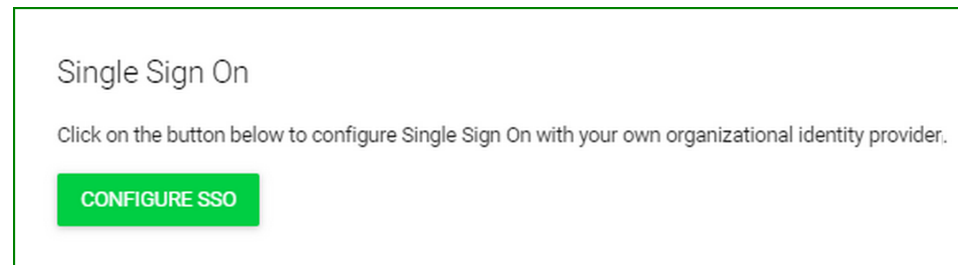 Single Sign On
Click on the button below to configure Single Sign On with your own organizational identity provider.
CONFIGURE SSO